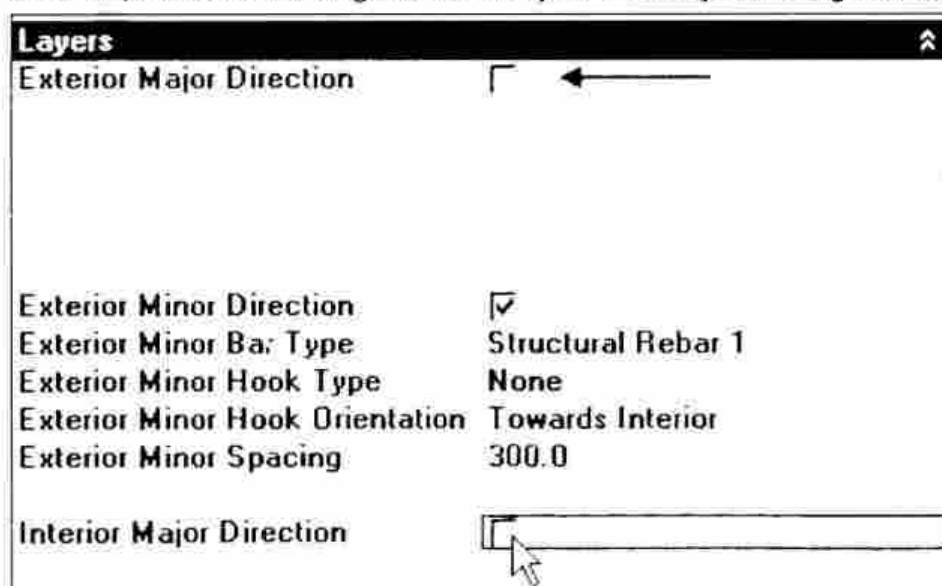 Layers
Exterior Major Direction
Exterior Minor Direction
Exterior Minor Bar Type Structural Rebar 1
Exterior Minor Hook Type None
Exterior Minor Hook Orientation Towards Interior
Exterior Minor Spacing 300.0
Interior Major Direction